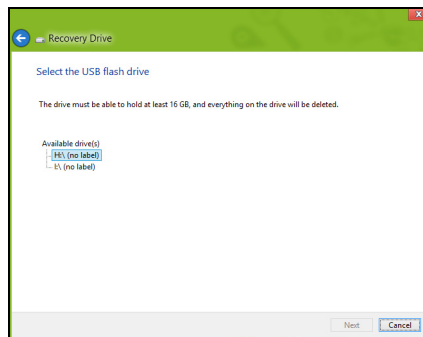 Recovery Drive
Select the USB flash drive
The drive must be able to hold at least 16 GB, and everything on the drive will be deleted.
Available drive(s)
H:\ (no label)
I:\ (no label)
Next Cancel